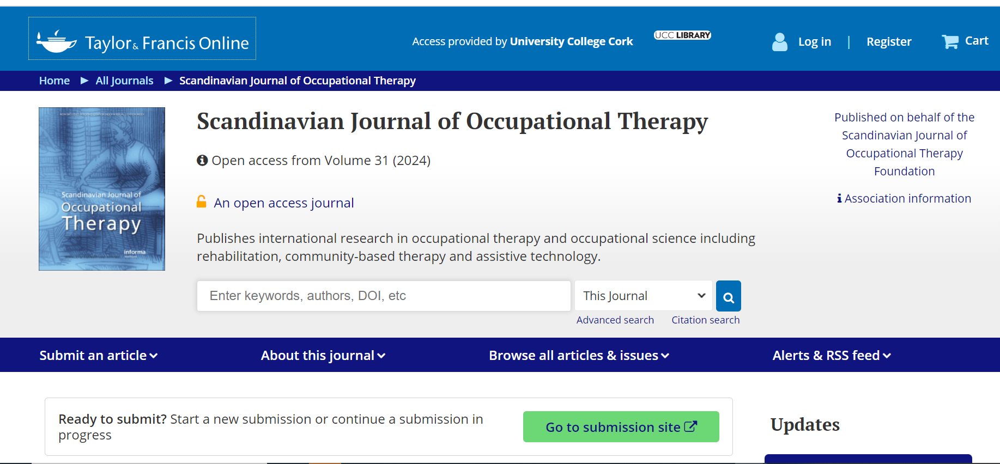 Taylor & Francis Online
Access provided by University College Cork
UCC LIBRARY
Log in | Register
Cart
Home ▶ All Journals ▶ Scandinavian Journal of Occupational Therapy
Scandinavian Journal of
Occupational
Therapy
informa
Scandinavian Journal of Occupational Therapy
Open access from Volume 31 (2024)
An open access journal
Publishes international research in occupational therapy and occupational science including
rehabilitation, community-based therapy and assistive technology.
Published on behalf of the
Scandinavian Journal of
Occupational Therapy
Foundation
Association information
Enter keywords, authors, DOI, etc
This Journal
Advanced search
Citation search
Submit an article
About this journal
Browse all articles & issues
Alerts & RSS feed
Ready to submit? Start a new submission or continue a submission in
progress
Go to submission site
Updates